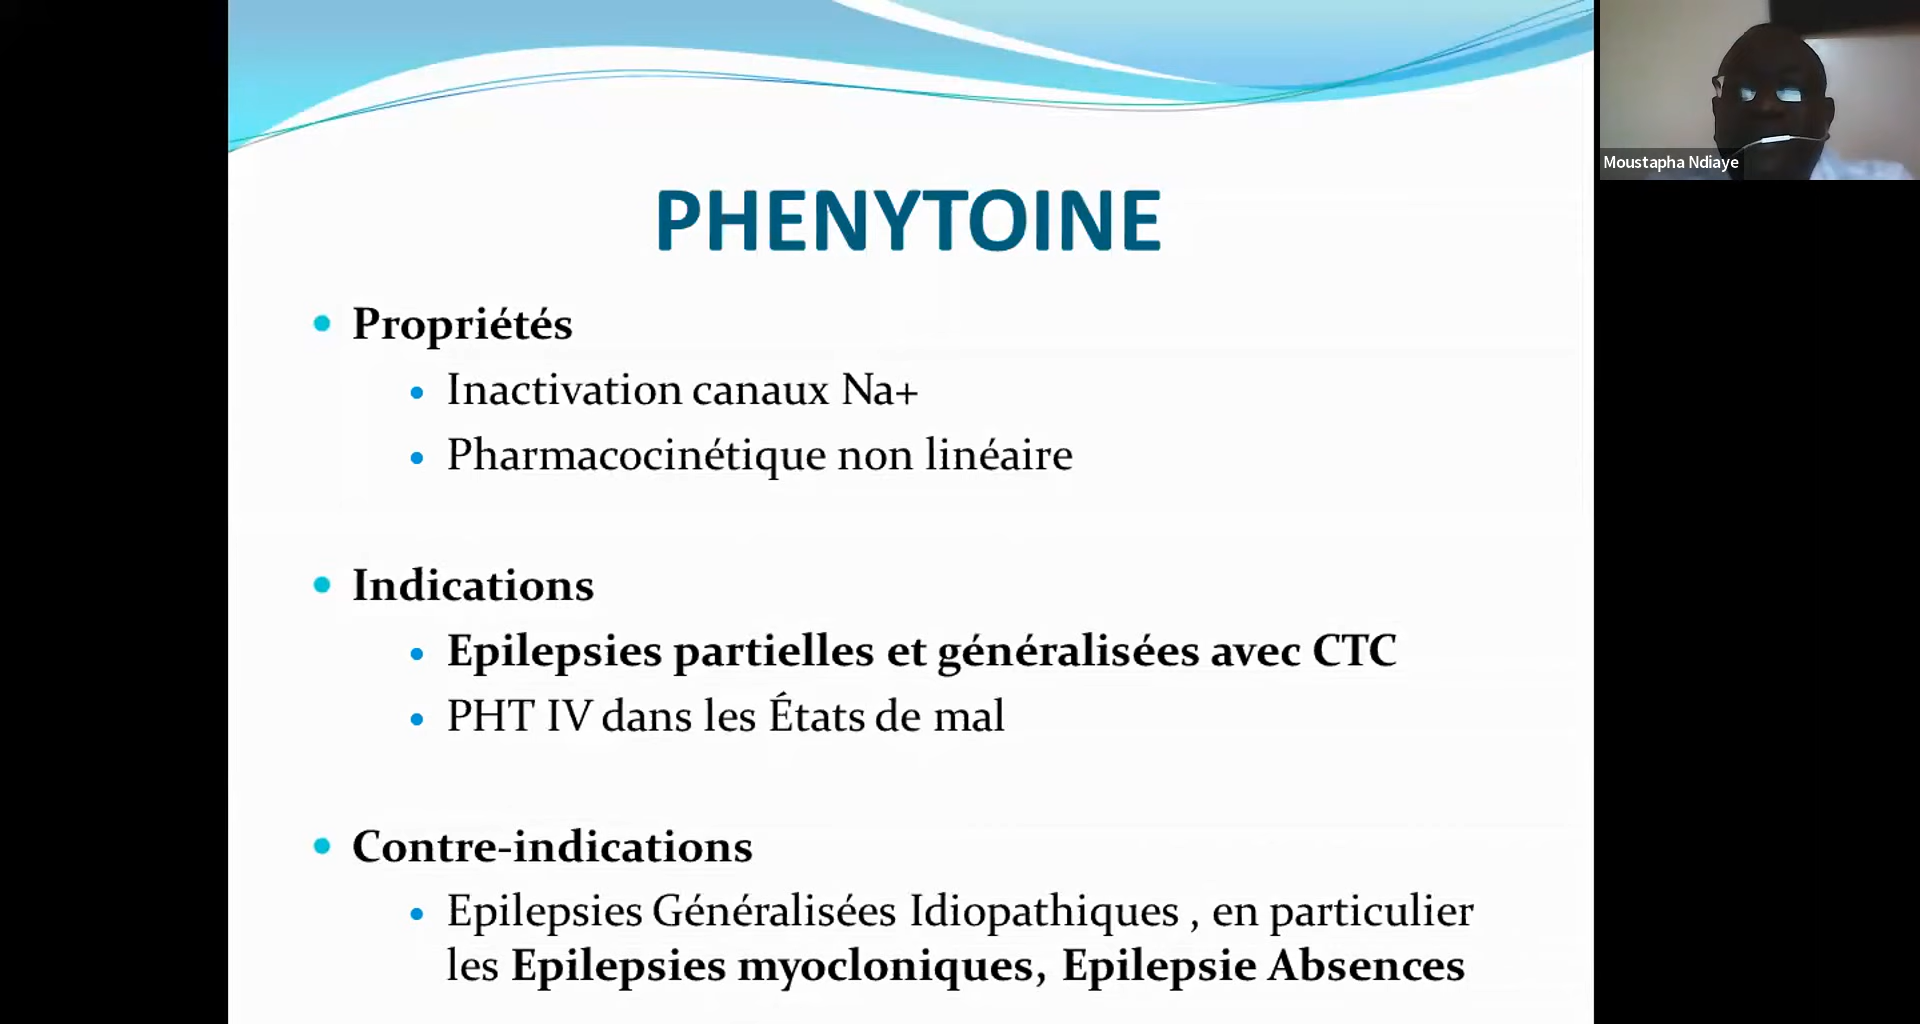 PHENYTOINE
Moustapha Ndiaye
• Propriétés
• Inactivation canaux Na+
• Pharmacocinétique non linéaire
• Indications
• Epilepsies partielles et généralisées avec CTC
• PHT IV dans les États de mal
• Contre-indications
• Epilepsies Généralisées Idiopathiques , en particulier
les Epilepsies myocloniques, Epilepsie Absences